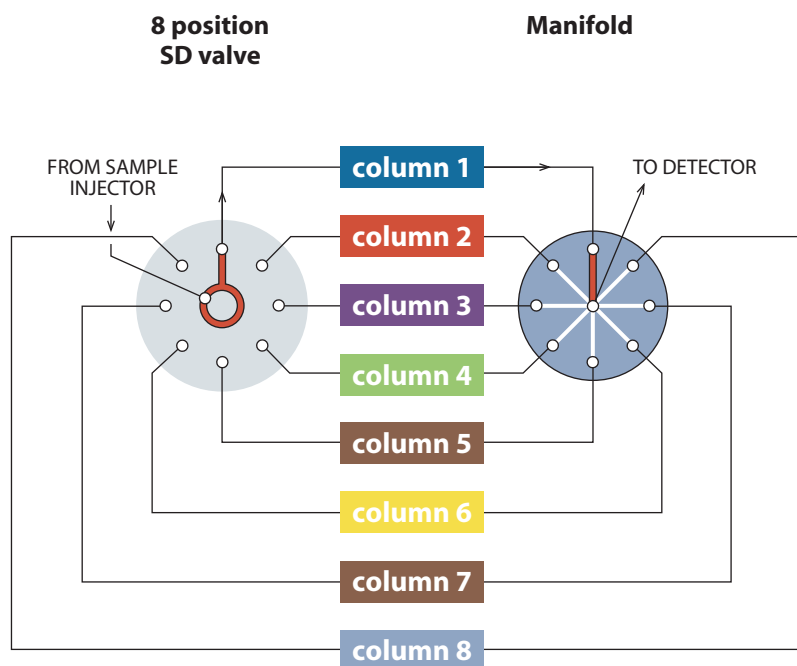 8 position
SD valve
Manifold
FROM SAMPLE
INJECTOR
TO DETECTOR
column 1
column 2
column 3
column 4
column 5
column 6
column 7
column 8